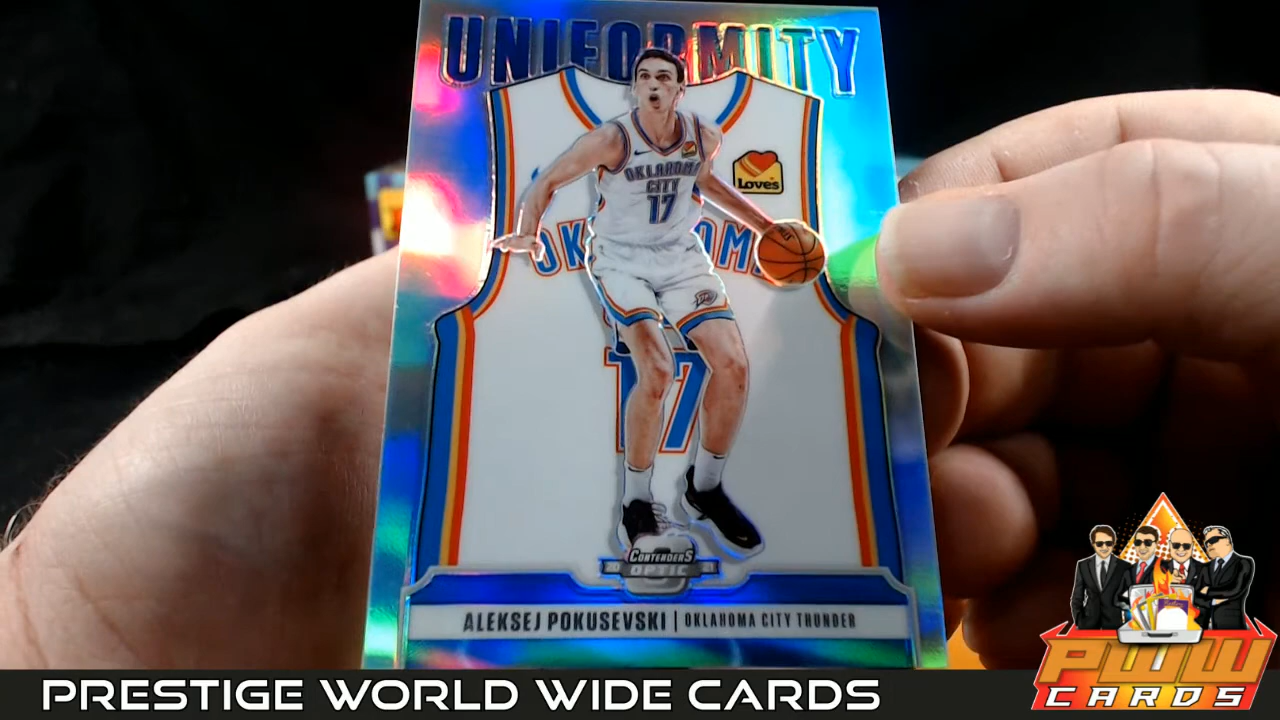 UNIFORMITY
Loves
OKLAHOMA
CITY
17
17
CONTENDERS
OPTIC
ALEKSEJ POKUSEVSKI | OKLAHOMA CITY THUNDER
PRESTIGE WORLD WIDE CARDS
PWW
CARDS